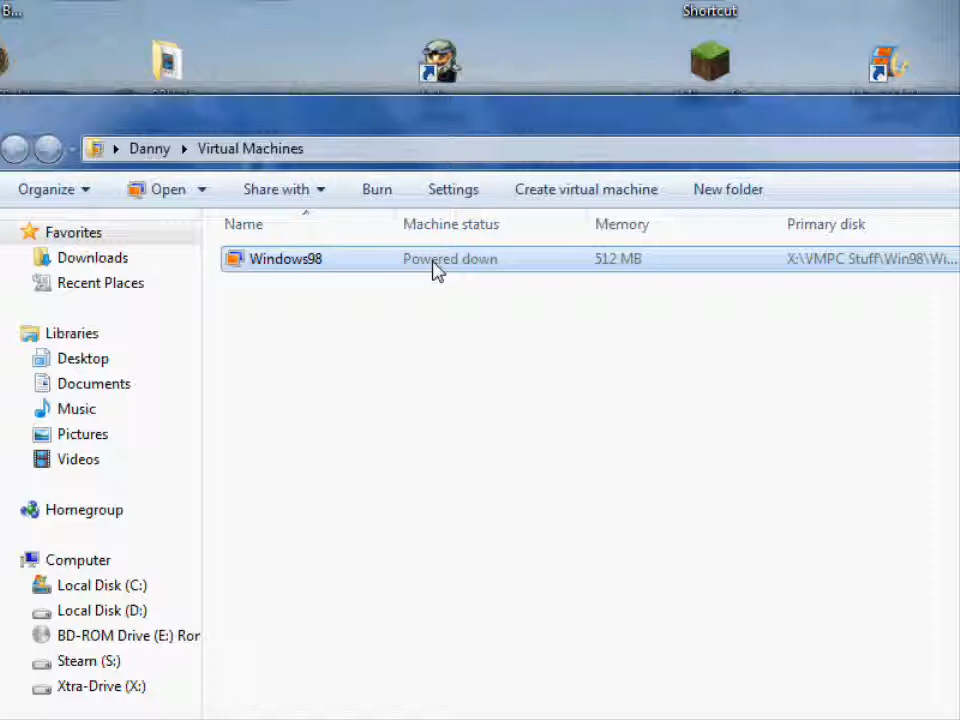 B...
Shortcut
Danny
Virtual Machines
Organize
Open
Share with
Burn
Settings
Create virtual machine
New folder
Name
Machine status
Memory
Primary disk
Windows98
Powered down
512 MB
X:\VMPC Stuff\Win98\Wi...
Favorites
Downloads
Recent Places
Libraries
Desktop
Documents
Music
Pictures
Videos
Homegroup
Computer
Local Disk (C:)
Local Disk (D:)
BD-ROM Drive (E:) Ror
Steam (S:)
Xtra-Drive (X:)